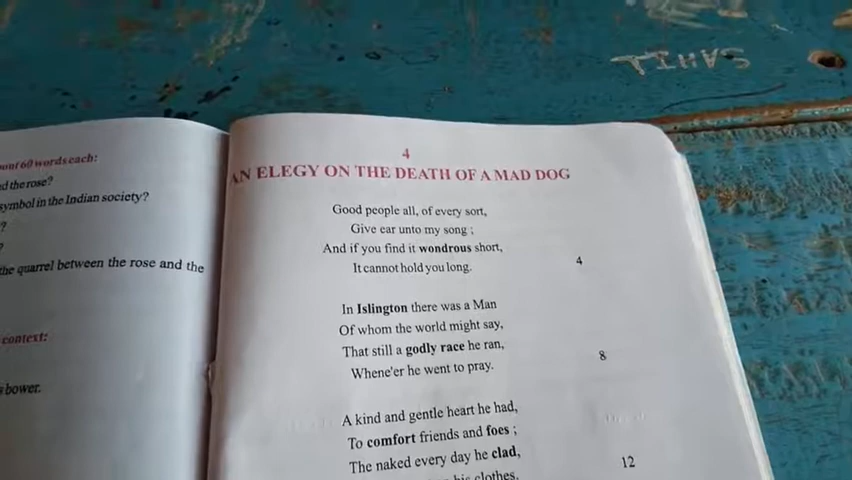 TIHAS
out 60 words each:
d the rose?
symbol in the Indian society?
?
?
the quarrel between the rose and the
context:
s bower.
4
AN ELEGY ON THE DEATH OF A MAD DOG
Good people all, of every sort,
Give ear unto my song ;
And if you find it wondrous short,
It cannot hold you long. 4
In Islington there was a Man
Of whom the world might say,
That still a godly race he ran,
Whene'er he went to pray. 8
A kind and gentle heart he had,
To comfort friends and foes ;
The naked every day he clad, 12
his clothes.